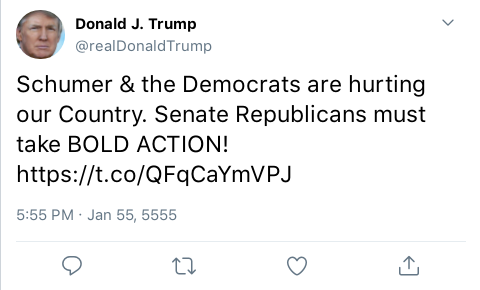 Donald J. Trump
@realDonaldTrump
Schumer & the Democrats are hurting
our Country. Senate Republicans must
take BOLD ACTION!
https://t.co/QFqCaYmVPJ
5:55 PM · Jan 55, 5555